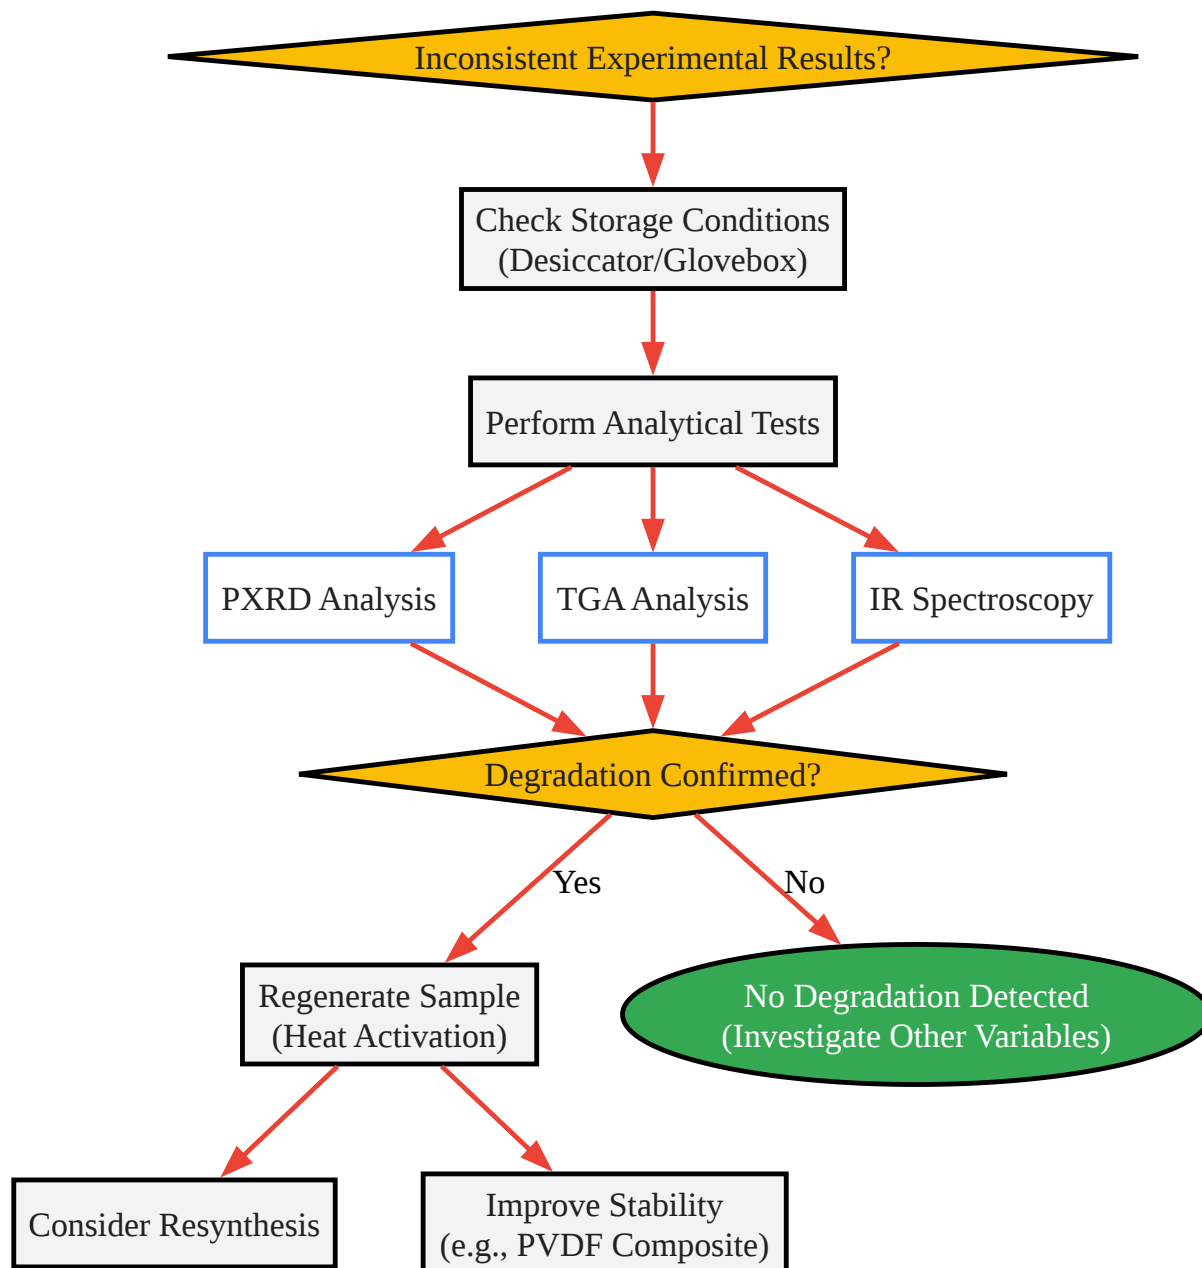 Inconsistent Experimental Results?
Check Storage Conditions
(Desiccator/Glovebox)
Perform Analytical Tests
PXRD Analysis
TGA Analysis
IR Spectroscopy
Degradation Confirmed?
Yes
No
Regenerate Sample
(Heat Activation)
No Degradation Detected
(Investigate Other Variables)
Consider Resynthesis
Improve Stability
(e.g., PVDF Composite)